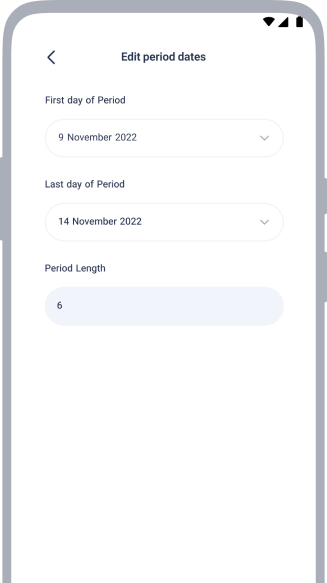 Edit period dates
First day of Period
9 November 2022
Last day of Period
14 November 2022
Period Length
6